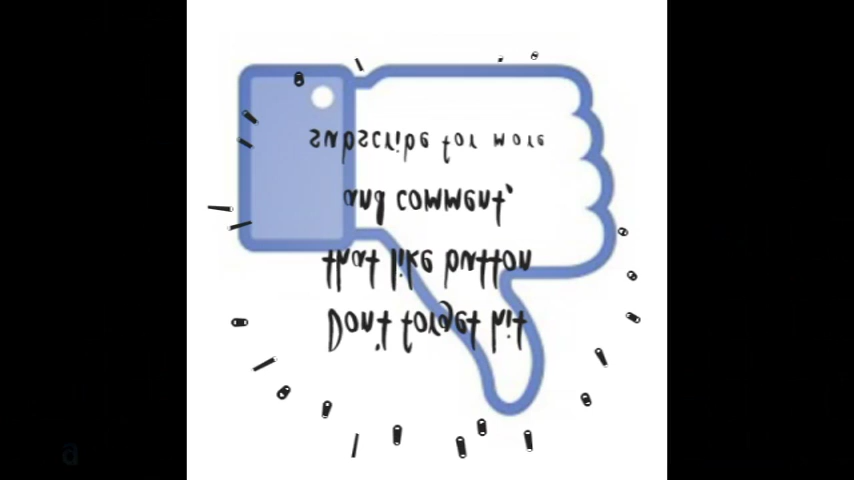 Don't forget hit
that like button
and comment,
subscribe for more
a